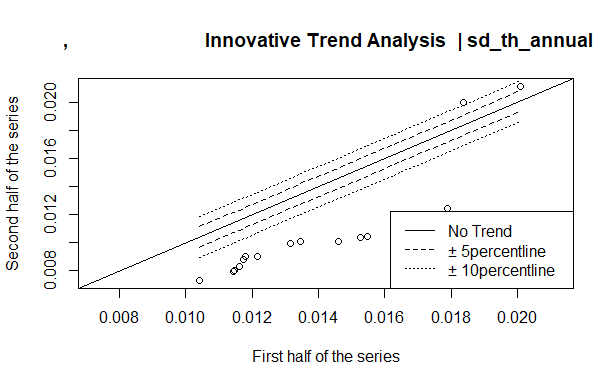 , Innovative Trend Analysis | sd_th_annual
Second half of the series
0.020
0.016
0.012
0.008
No Trend
± 5percentline
± 10percentline
0.008 0.010 0.012 0.014 0.016 0.018 0.020
First half of the series